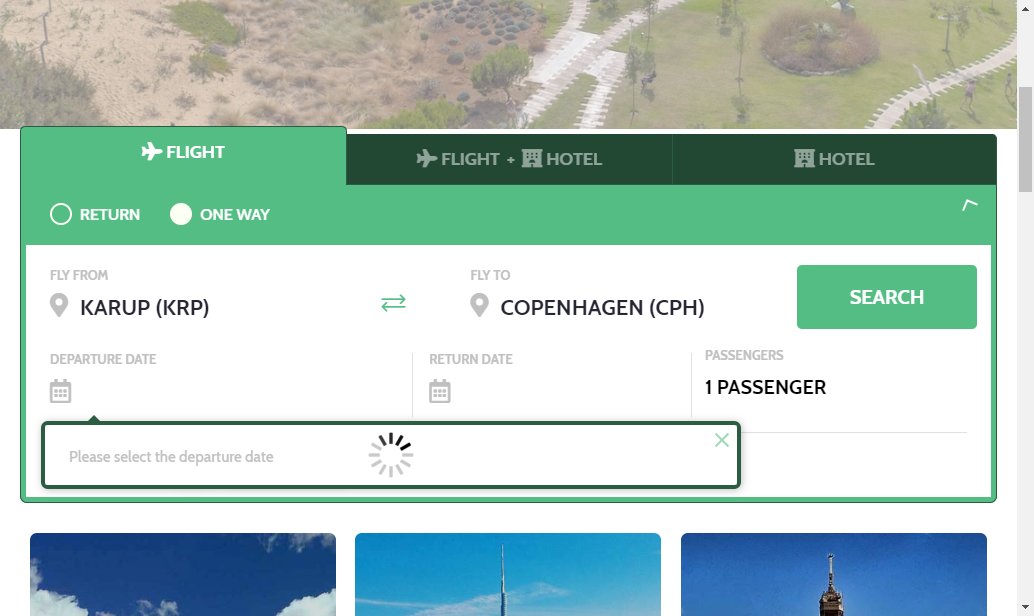 FLIGHT
FLIGHT + HOTEL
HOTEL
RETURN
ONE WAY
FLY FROM
KARUP (KRP)
FLY TO
COPENHAGEN (CPH)
SEARCH
DEPARTURE DATE
RETURN DATE
PASSENGERS
1 PASSENGER
Please select the departure date